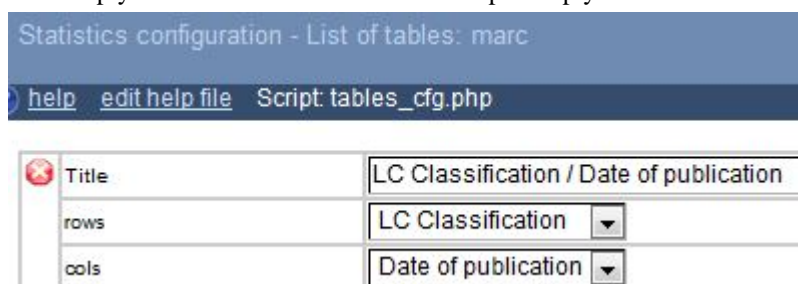 Statistics configuration - List of tables: marc
help edit help file Script: tables_cfg.php
Title LC Classification / Date of publication
rows LC Classification
cols Date of publication